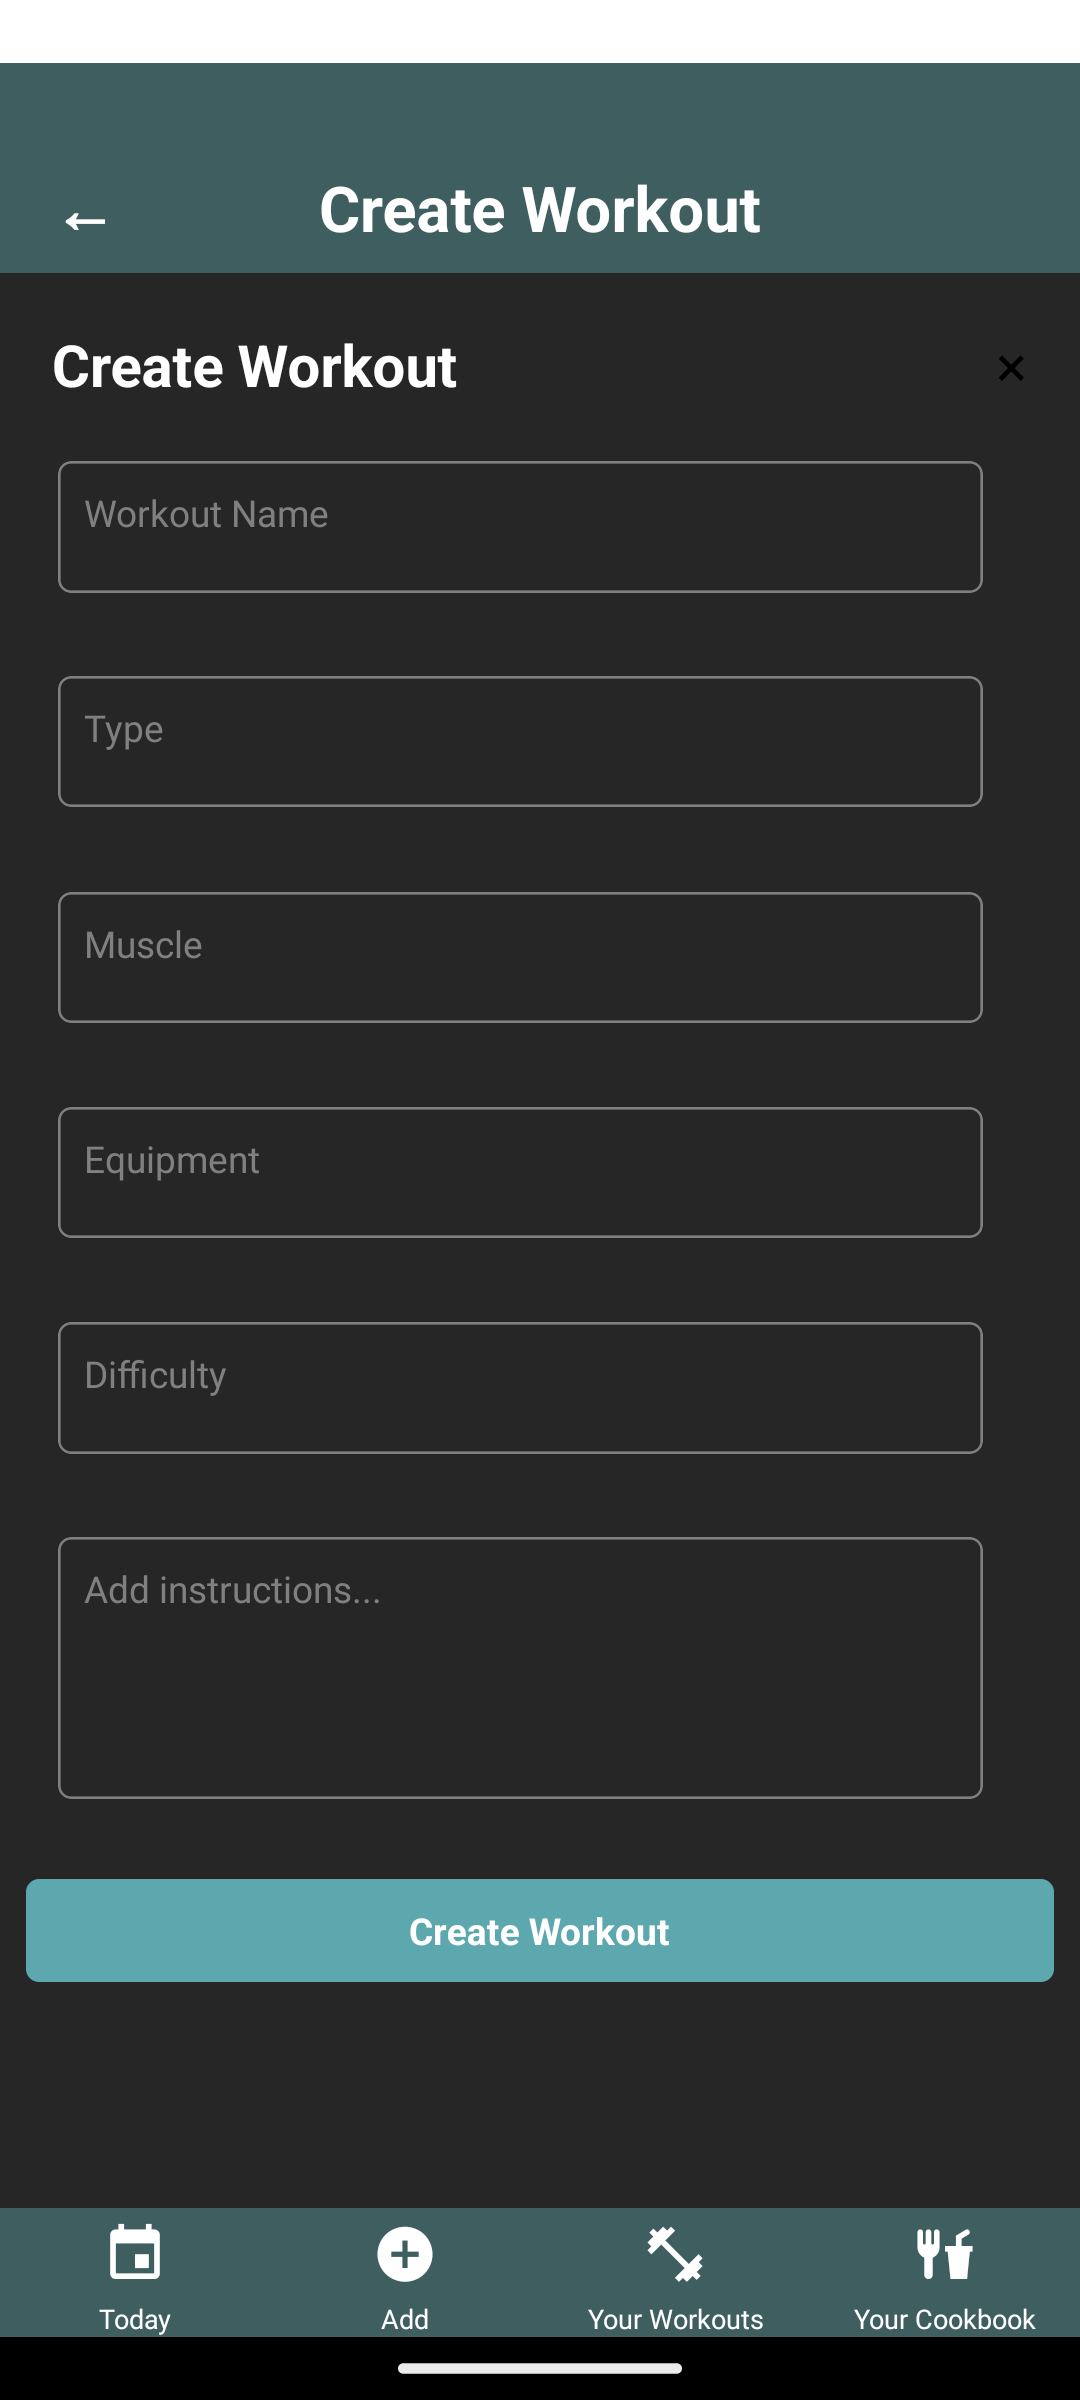 Create Workout
Create Workout
Workout Name
Type
Muscle
Equipment
Difficulty
Add instructions...
Create Workout
Today
Add
Your Workouts
Your Cookbook